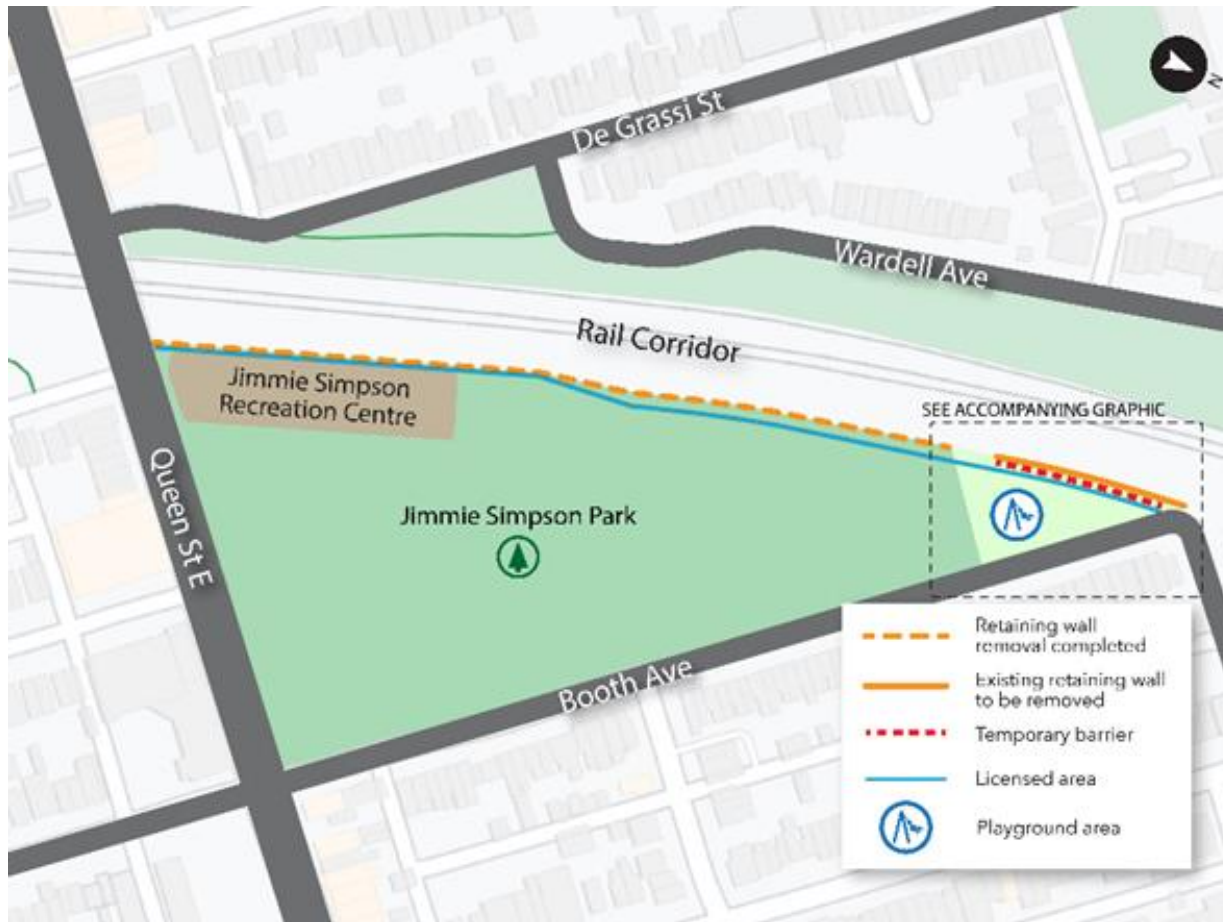 N
De Grassi St
Wardell Ave
Rail Corridor
Jimmie Simpson
Recreation Centre
SEE ACCOMPANYING GRAPHIC
Queen St E
Jimmie Simpson Park
Booth Ave
Retaining wall
removal completed
Existing retaining wall
to be removed
Temporary barrier
Licensed area
Playground area